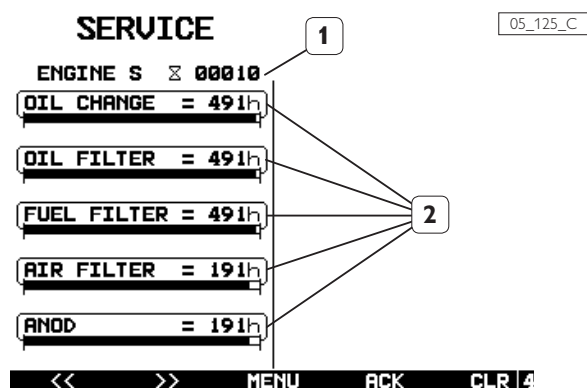 SERVICE
1
05_125_C
ENGINE S ⧖ 00010
OIL CHANGE = 491h
OIL FILTER = 491h
FUEL FILTER = 491h
2
AIR FILTER = 191h
ANOD = 191h
<< >> MENU ACK CLR 4